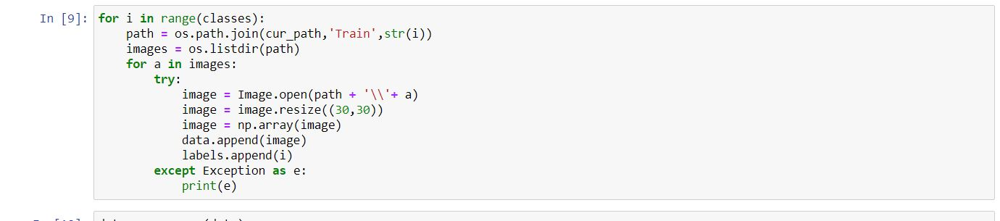 In [9]: for i in range(classes):
    path = os.path.join(cur_path,'Train',str(i))
    images = os.listdir(path)
    for a in images:
        try:
            image = Image.open(path + '\\'+ a)
            image = image.resize((30,30))
            image = np.array(image)
            data.append(image)
            labels.append(i)
        except Exception as e:
            print(e)